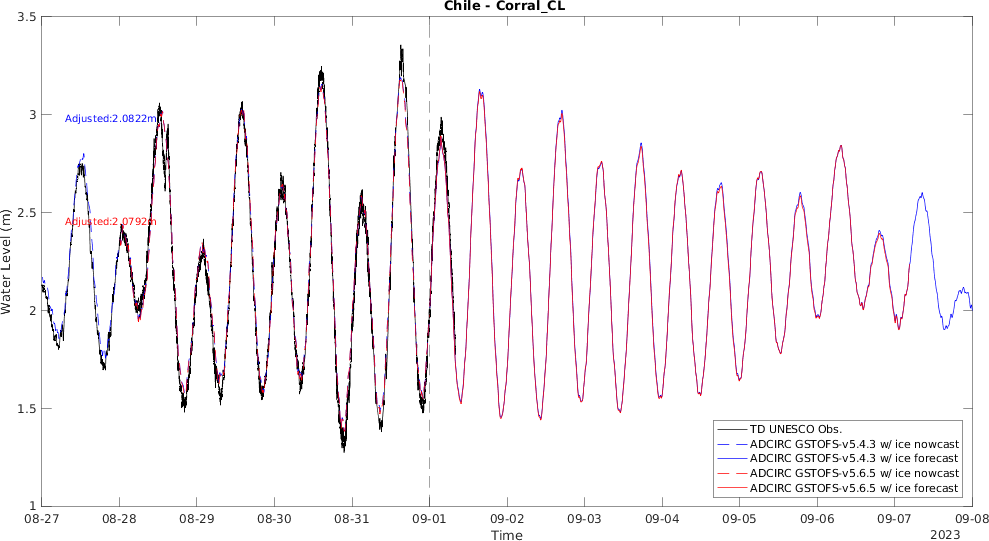 Chile - Corral_CL
3.5
3
2.5
2
1.5
1
Water Level (m)
Adjusted:2.0822m
Adjusted:2.0792m
TD UNESCO Obs.
ADCIRC GSTOFS-v5.4.3 w/ ice nowcast
ADCIRC GSTOFS-v5.4.3 w/ ice forecast
ADCIRC GSTOFS-v5.6.5 w/ ice nowcast
ADCIRC GSTOFS-v5.6.5 w/ ice forecast
08-27 08-28 08-29 08-30 08-31 09-01 09-02 09-03 09-04 09-05 09-06 09-07 09-08
Time
2023